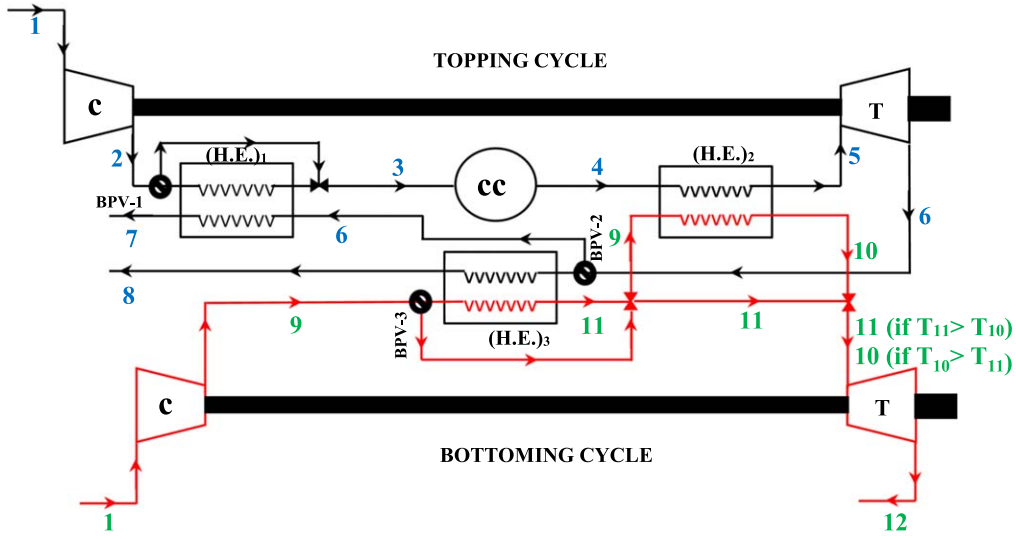 1
TOPPING CYCLE
C
T
2
(H.E.)1
3
cc
4
(H.E.)2
5
BPV-1
7
6
BPV-2
9
6
10
8
9
BPV-3
11
(H.E.)3
11
11 (if T11> T10)
10 (if T10> T11)
C
T
BOTTOMING CYCLE
1
12